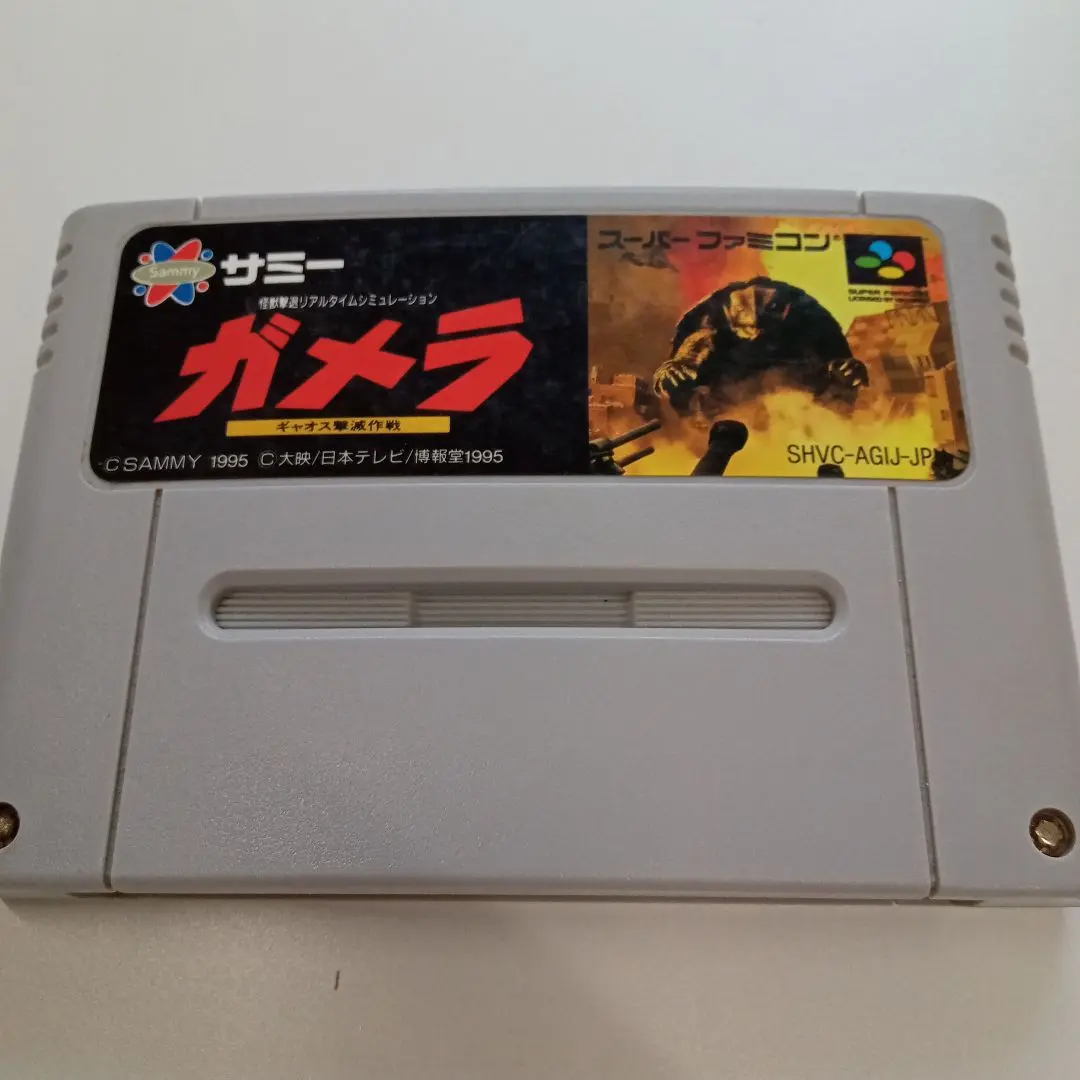 Sammy サミー
怪獣撃退リアルタイムシミュレーション
ガメラ
ギャオス撃滅作戦
©SAMMY 1995 ©大映/日本テレビ/博報堂1995
スーパーファミコン®
SUPER FAMICOM
LICENSED BY
SHVC-AGIJ-JPN